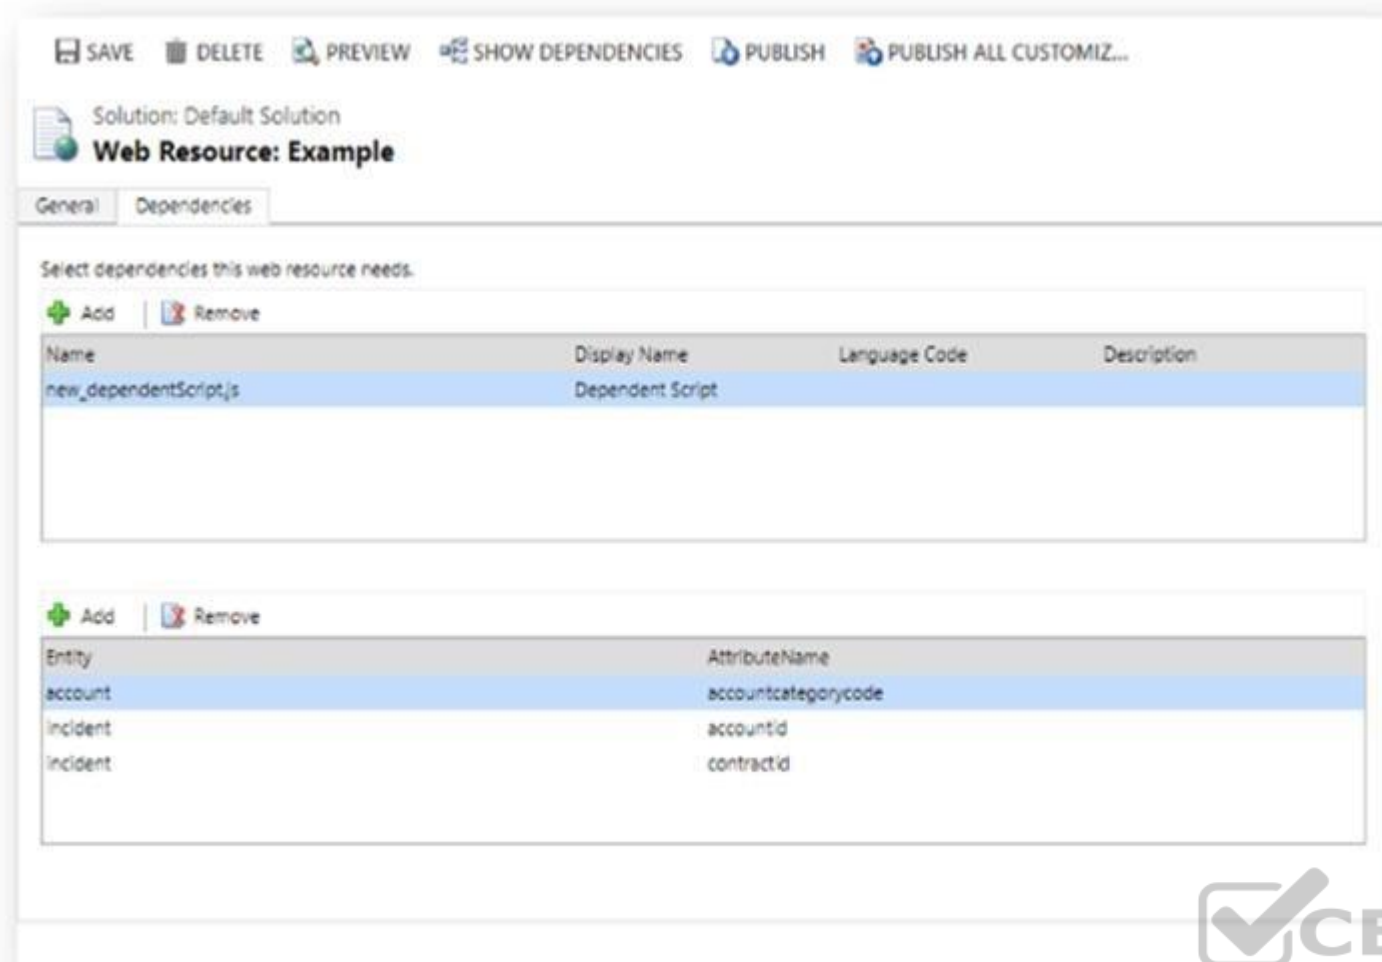 SAVE DELETE PREVIEW SHOW DEPENDENCIES PUBLISH PUBLISH ALL CUSTOMIZ...
Solution: Default Solution
Web Resource: Example
General Dependencies
Select dependencies this web resource needs.
Add Remove
Name Display Name Language Code Description
new_dependentScript.js Dependent Script
Add Remove
Entity AttributeName
account accountcategorycode
incident accountid
incident contractid
CE